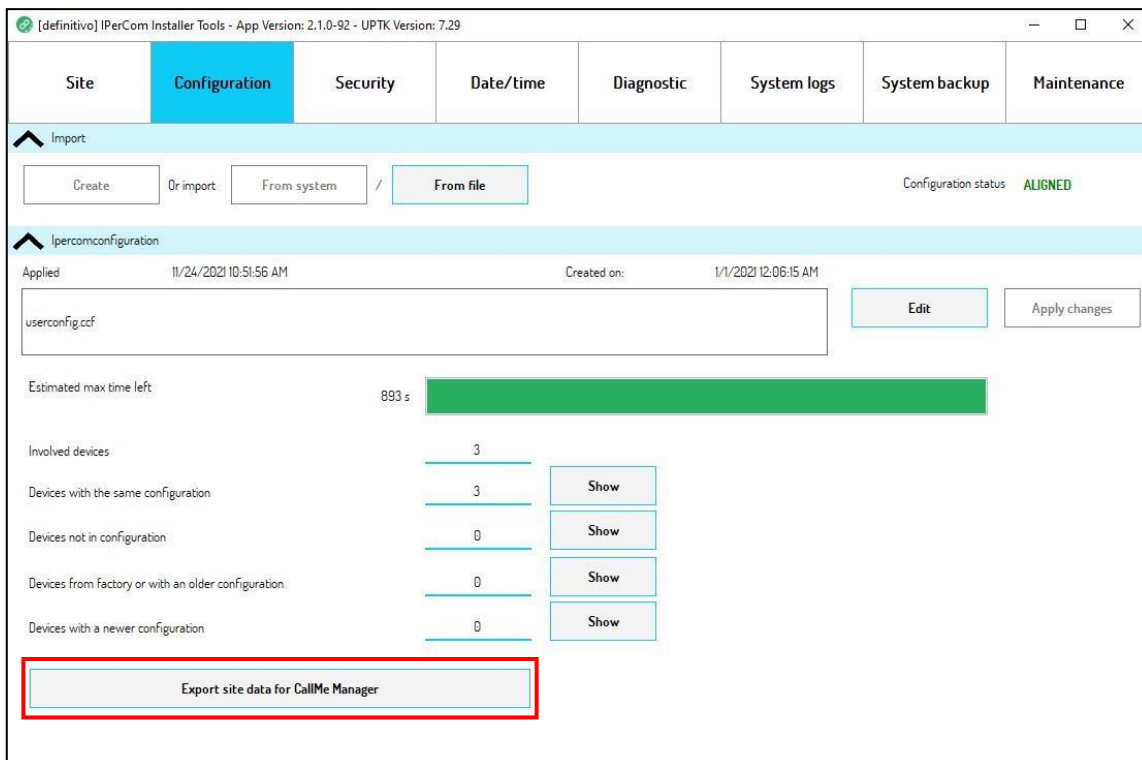 [definitivo] IPerCom Installer Tools - App Version: 2.1.0-92 - UPTK Version: 7.29
Site Configuration Security Date/time Diagnostic System logs System backup Maintenance
Import
Create Or import From system / From file Configuration status ALIGNED
Ipercomconfiguration
Applied 11/24/2021 10:51:56 AM Created on: 1/1/2021 12:06:15 AM
userconfig.ccf Edit Apply changes
Estimated max time left 893 s
Involved devices 3
Devices with the same configuration 3 Show
Devices not in configuration 0 Show
Devices from factory or with an older configuration 0 Show
Devices with a newer configuration 0 Show
Export site data for CallMe Manager